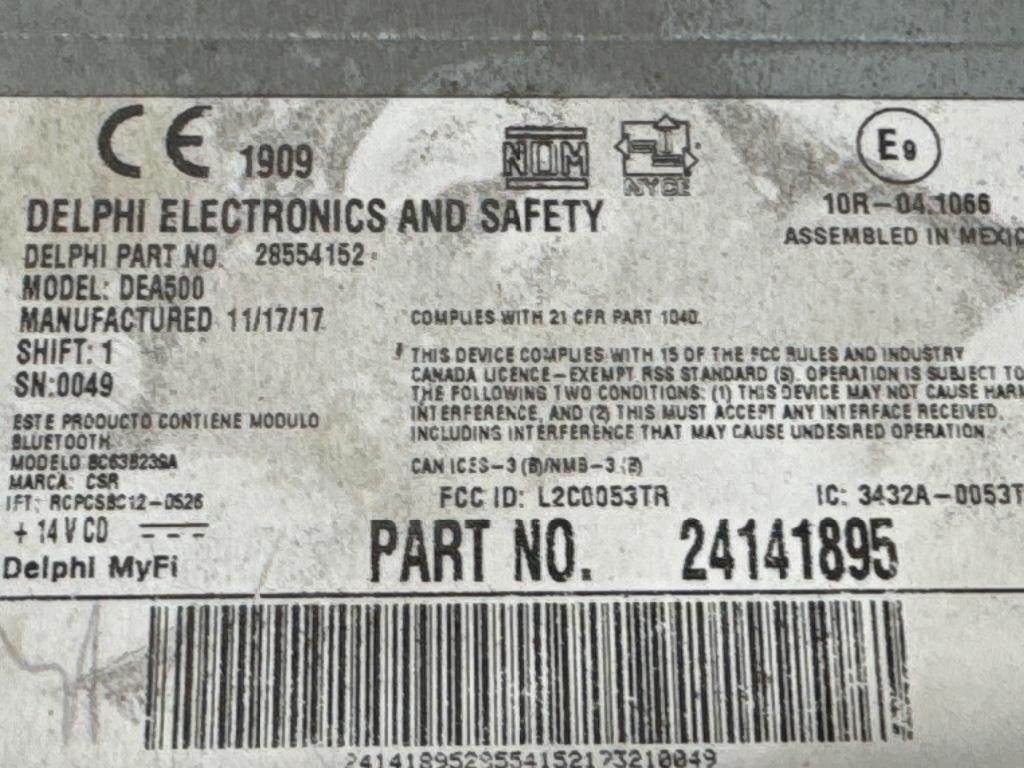 CE 1909
NOM
NYCE
E9
10R-04.1066
ASSEMBLED IN MEXIC
DELPHI ELECTRONICS AND SAFETY
DELPHI PART NO. 28554152
MODEL: DEA500
MANUFACTURED 11/17/17
SHIFT: 1
SN:0049
COMPLIES WITH 21 CFR PART 1040.
THIS DEVICE COMPLIES WITH 15 OF THE FCC RULES AND INDUSTRY
CANADA LICENCE-EXEMPT RSS STANDARD (S). OPERATION IS SUBJECT TO
THE FOLLOWING TWO CONDITIONS: (1) THIS DEVICE MAY NOT CAUSE HARM
INTERFERENCE, AND (2) THIS MUST ACCEPT ANY INTERFACE RECEIVED,
INCLUDING INTERFERENCE THAT MAY CAUSE UNDESIRED OPERATION
ESTE PRODUCTO CONTIENE MODULO
BLUETOOTH
MODELO BC63B239A
MARCA: CSR
IFT: RCPCSBC12-0526
CAN ICES-3 (B)/NMB-3 (B)
FCC ID: L2C0053TR
IC: 3432A-0053T
+ 14 V CD
Delphi MyFi
PART NO. 24141895